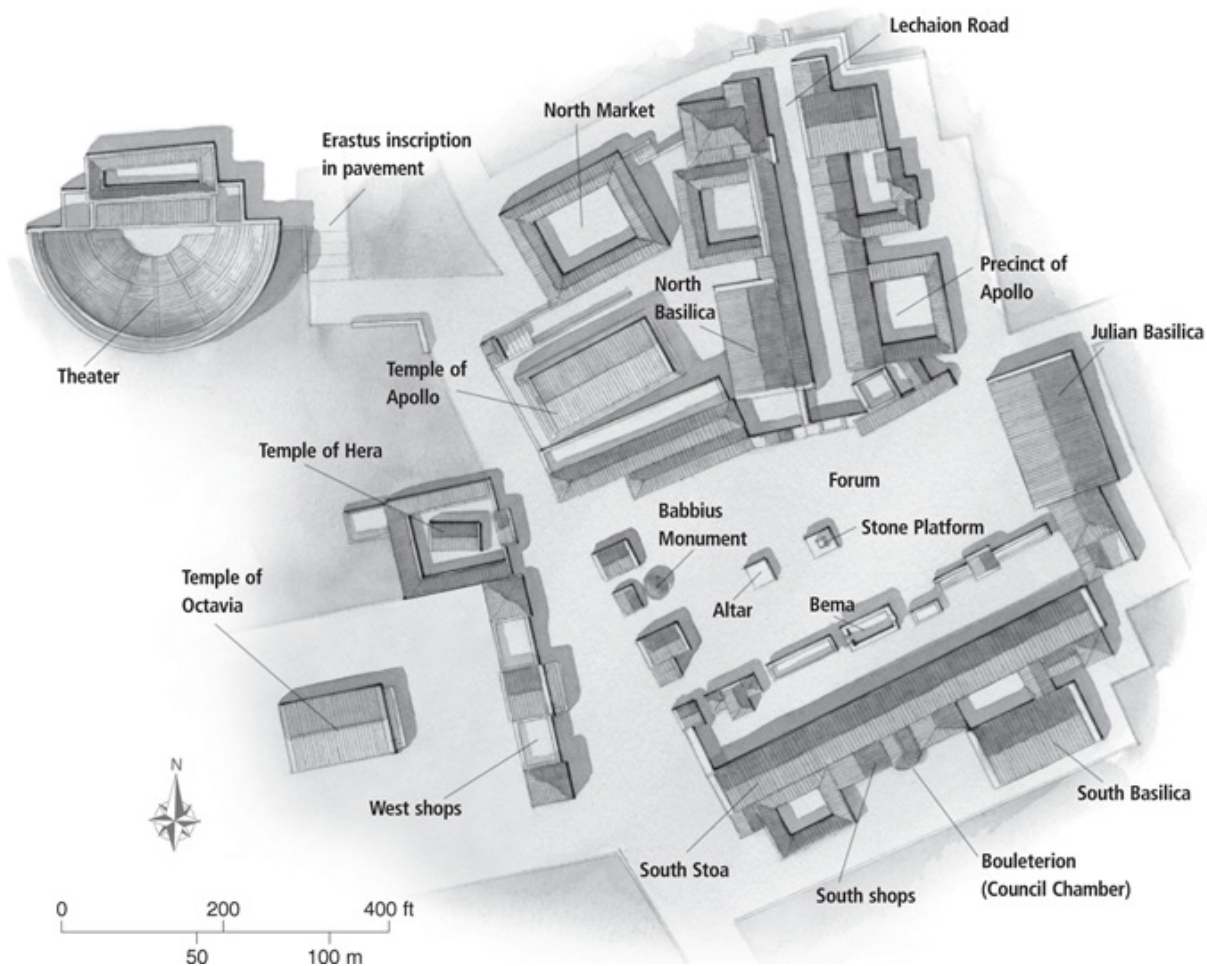 Lechaion Road
North Market
Erastus inscription
in pavement
Precinct of
Apollo
North
Basilica
Julian Basilica
Theater
Temple of
Apollo
Temple of Hera
Forum
Babbius
Monument
Stone Platform
Temple of
Octavia
Altar
Bema
N
West shops
South Basilica
South Stoa
Bouleterion
(Council Chamber)
South shops
0 200 400 ft
50 100 m